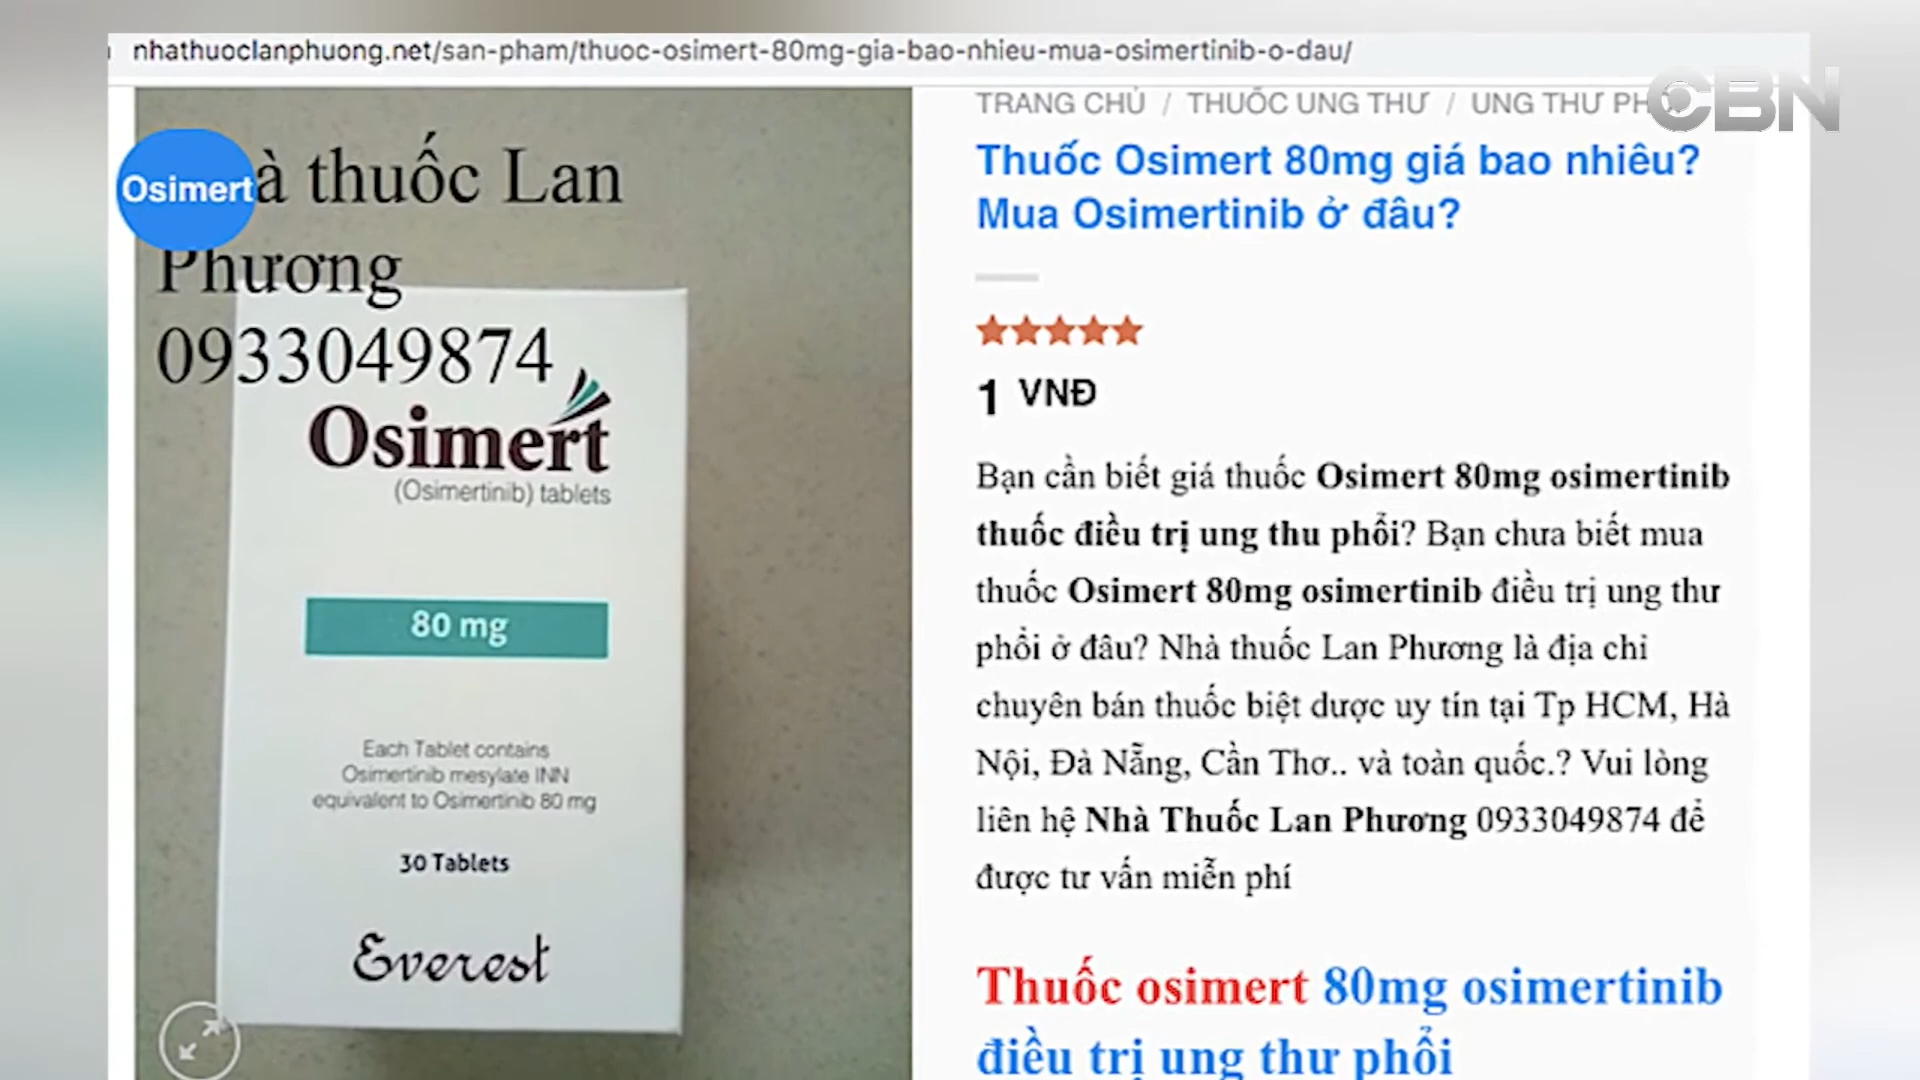 nhathuoclanphuong.net/san-pham/thuoc-osimert-80mg-gia-bao-nhieu-mua-osimertinib-o-dau/
CBN
TRANG CHỦ / THUỐC UNG THƯ / UNG THƯ
Thuốc Osimert 80mg giá bao nhiêu?
Mua Osimertinib ở đâu?
1 VNĐ
Bạn cần biết giá thuốc Osimert 80mg osimertinib
thuốc điều trị ung thu phổi? Bạn chưa biết mua
thuốc Osimert 80mg osimertinib điều trị ung thư
phổi ở đâu? Nhà thuốc Lan Phương là địa chỉ
chuyên bán thuốc biệt dược uy tín tại Tp HCM, Hà
Nội, Đà Nẵng, Cần Thơ.. và toàn quốc.? Vui lòng
liên hệ Nhà Thuốc Lan Phương 0933049874 để
được tư vấn miễn phí
Thuốc osimert 80mg osimertinib
điều trị ung thư phổi
Osimert
thuốc Lan
Phương
0933049874
Osimert
(Osimertinib) tablets
80 mg
Each Tablet contains
Osimertinib mesylate INN
equivalent to Osimertinib 80 mg
30 Tablets
Everest